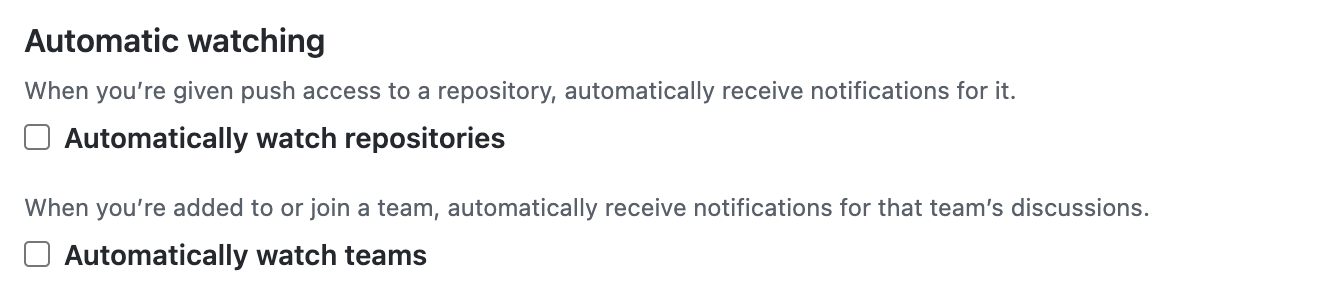 Automatic watching
When you’re given push access to a repository, automatically receive notifications for it.
Automatically watch repositories
When you’re added to or join a team, automatically receive notifications for that team’s discussions.
Automatically watch teams